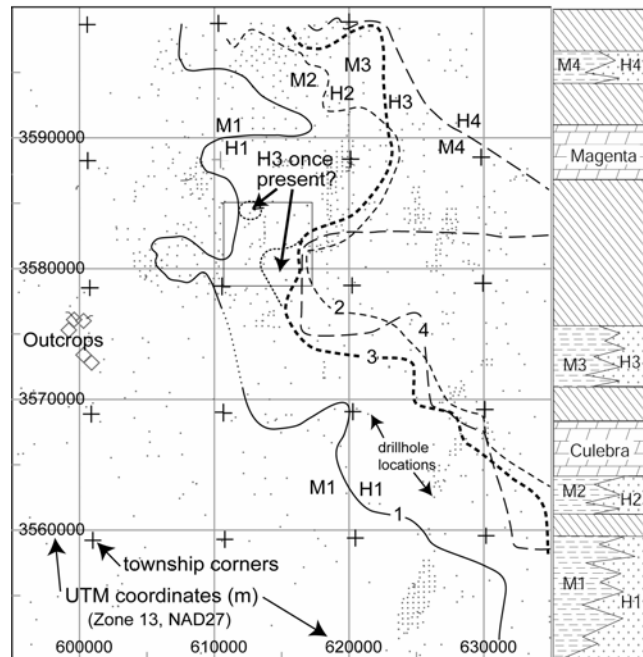 M3
M2
H2
H3
H4
M4
M1
H1
3590000
H3 once
present?
3580000
2
4
3
Outcrops
3570000
drillhole
locations
M1
H1
1
3560000
township corners
UTM coordinates (m)
(Zone 13, NAD27)
600000
610000
620000
630000
M4
H4
Magenta
M3
H3
Culebra
M2
H2
M1
H1